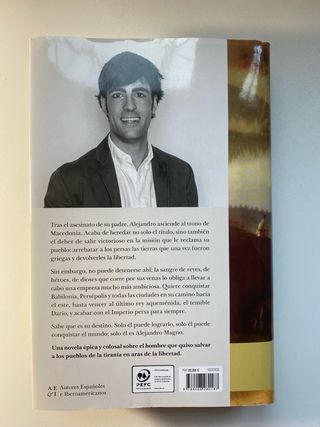 Tras el asesinato de su padre, Alejandro asciende al trono de
Macedonia. Acaba de heredar no solo el título, sino también
el deber de salir victorioso en la misión que le reclama su
pueblo: arrebatar a los persas las tierras que una vez fueron
griegas y devolverles la libertad.
Sin embargo, no puede detenerse ahí; la sangre de reyes, de
héroes, de dioses que corre por sus venas lo obliga a llevar a
cabo una empresa mucho más ambiciosa. Quiere conquistar
Babilonia, Persépolis y todas las ciudades en su camino hacia
el este, hasta vencer al último rey aqueménida, el temible
Darío, y acabar con el Imperio persa para siempre.
Sabe que es su destino. Solo él puede lograrlo, solo él puede
conquistar el mundo; solo él es Alejandro Magno.
Una novela épica y colosal sobre el hombre que quiso salvar
a los pueblos de la tiranía en aras de la libertad.
A E
& I
Autores Españoles
e Iberoamericanos
PEFC